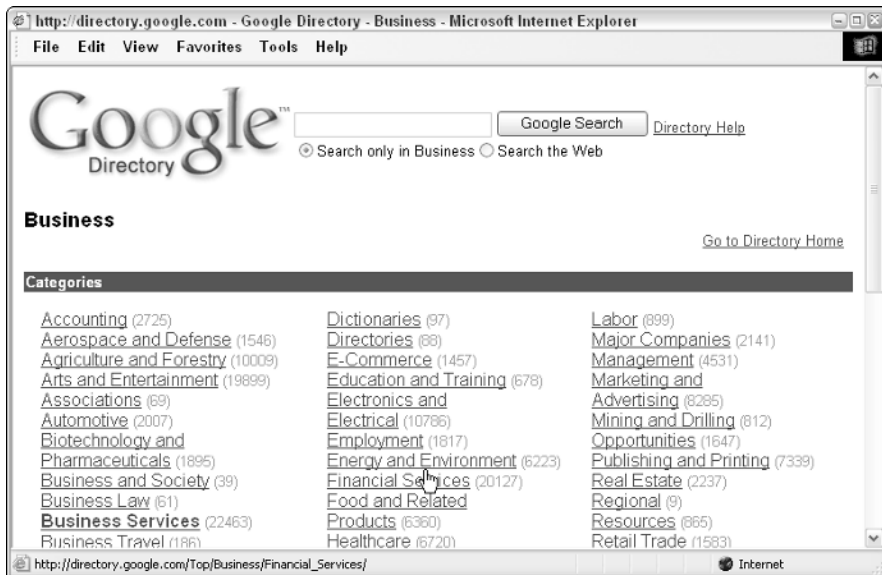 http://directory.google.com - Google Directory - Business - Microsoft Internet Explorer
File Edit View Favorites Tools Help
Google™
Directory
Google Search
Directory Help
Search only in Business Search the Web
Business
Go to Directory Home
Categories
Accounting (2725)
Aerospace and Defense (1546)
Agriculture and Forestry (10009)
Arts and Entertainment (19899)
Associations (69)
Automotive (2007)
Biotechnology and
Pharmaceuticals (1895)
Business and Society (39)
Business Law (61)
Business Services (22463)
Business Travel (186)
Dictionaries (97)
Directories (88)
E-Commerce (1457)
Education and Training (678)
Electronics and
Electrical (10786)
Employment (1817)
Energy and Environment (6223)
Financial Services (20127)
Food and Related
Products (6360)
Healthcare (6720)
Labor (899)
Major Companies (2141)
Management (4531)
Marketing and
Advertising (8285)
Mining and Drilling (812)
Opportunities (1647)
Publishing and Printing (7339)
Real Estate (2237)
Regional (9)
Resources (865)
Retail Trade (1583)
http://directory.google.com/Top/Business/Financial_Services/
Internet